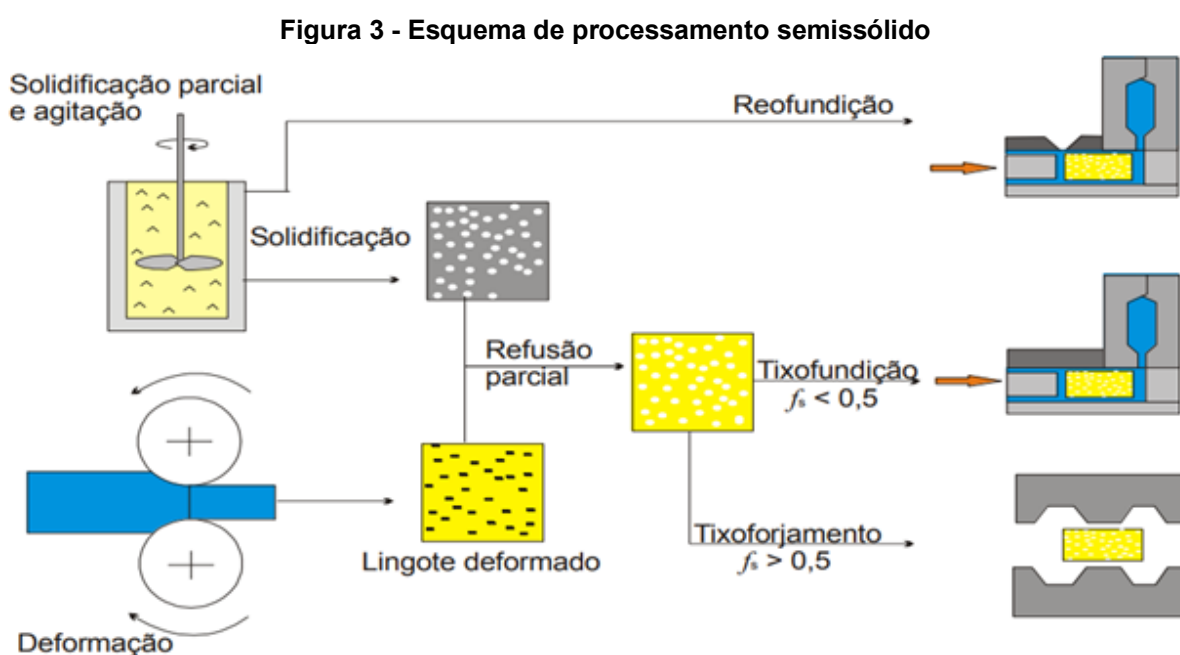 Figura 3 - Esquema de processamento semissólido
Solidificação parcial
e agitação
Reofundição
Solidificação
Refusão
parcial
Tixofundição
fs < 0,5
Lingote deformado
Tixoforjamento
fs > 0,5
Deformação